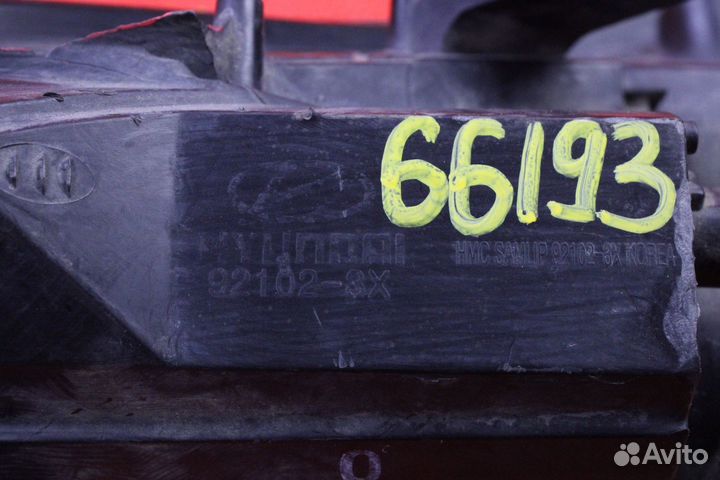 66193
HYUNDAI
HMC SAMLIP 92102-3X KOREA
92102-3X
O
Avito